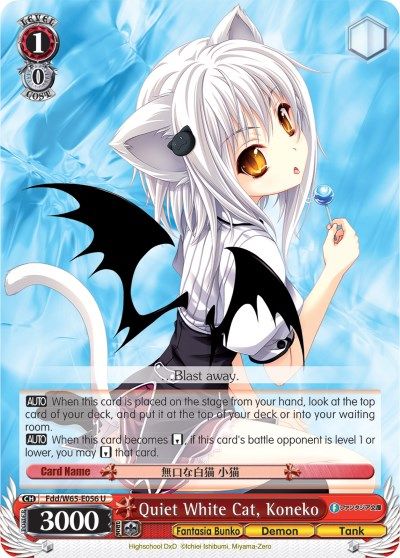 LEVEL
1
0
COST
...Blast away.
AUTO When this card is placed on the stage from your hand, look at the top
card of your deck, and put it at the top of your deck or into your waiting
room.
AUTO When this card becomes , if this card's battle opponent is level 1 or
lower, you may that card.
Card Name 無口な白猫 小猫
CH Fdd/W65-E056 U
Quiet White Cat, Koneko
POWER 3000
Fantasia Bunko Demon Tank
Highschool DxD ©Ichiei Ishibumi, Miyama-Zero